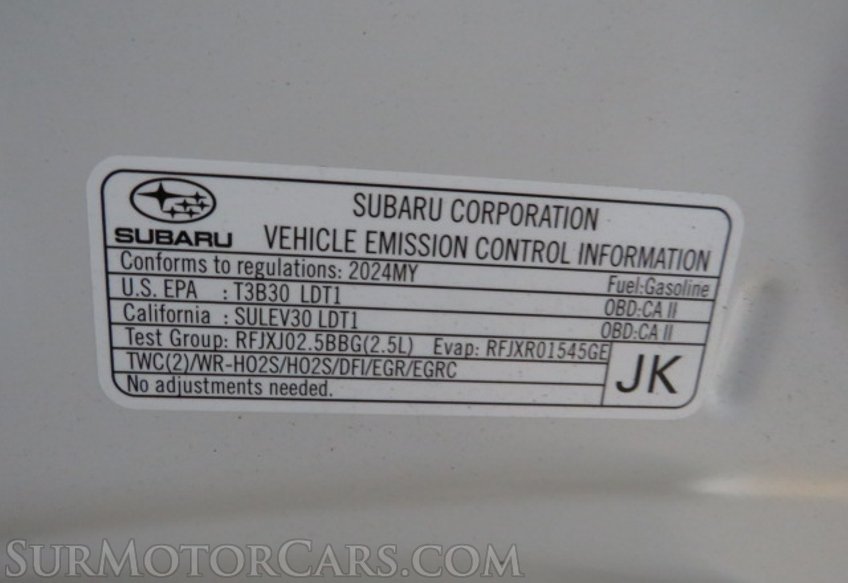 SUBARU
SUBARU CORPORATION
VEHICLE EMISSION CONTROL INFORMATION
Conforms to regulations: 2024MY Fuel:Gasoline
U.S. EPA : T3B30 LDT1 OBD:CA II
California : SULEV30 LDT1 OBD:CA II
Test Group: RFJXJ02.5BBG(2.5L) Evap: RFJXR01545GE
TWC(2)/WR-HO2S/HO2S/DFI/EGR/EGRC
No adjustments needed.
JK
SURMOTORCARS.COM